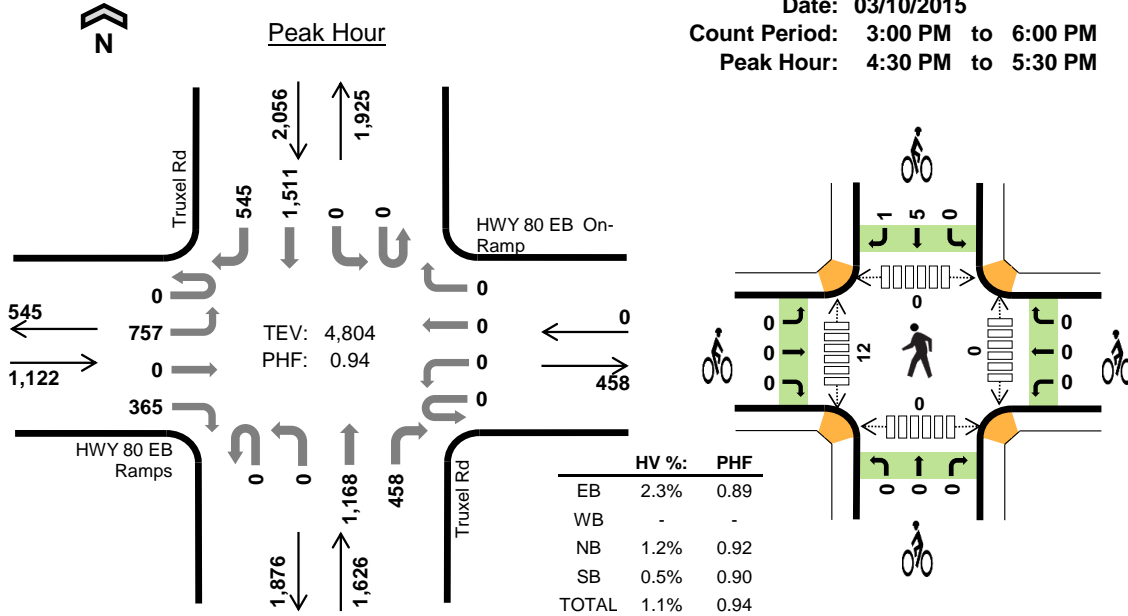 Date: 03/10/2015
Count Period: 3:00 PM to 6:00 PM
Peak Hour: 4:30 PM to 5:30 PM
N
Peak Hour
2,056
1,925
Truxel Rd
545
1,511
0
0
HWY 80 EB On-
Ramp
0
757
0
365
545
1,122
TEV: 4,804
PHF: 0.94
0
0
0
0
0
458
HWY 80 EB
Ramps
0
0
1,168
458
Truxel Rd
1,876
1,626
HV %: PHF
EB 2.3% 0.89
WB - -
NB 1.2% 0.92
SB 0.5% 0.90
TOTAL 1.1% 0.94
1
5
0
0
0
0
0
12
0
0
0
0
0
0
0
0